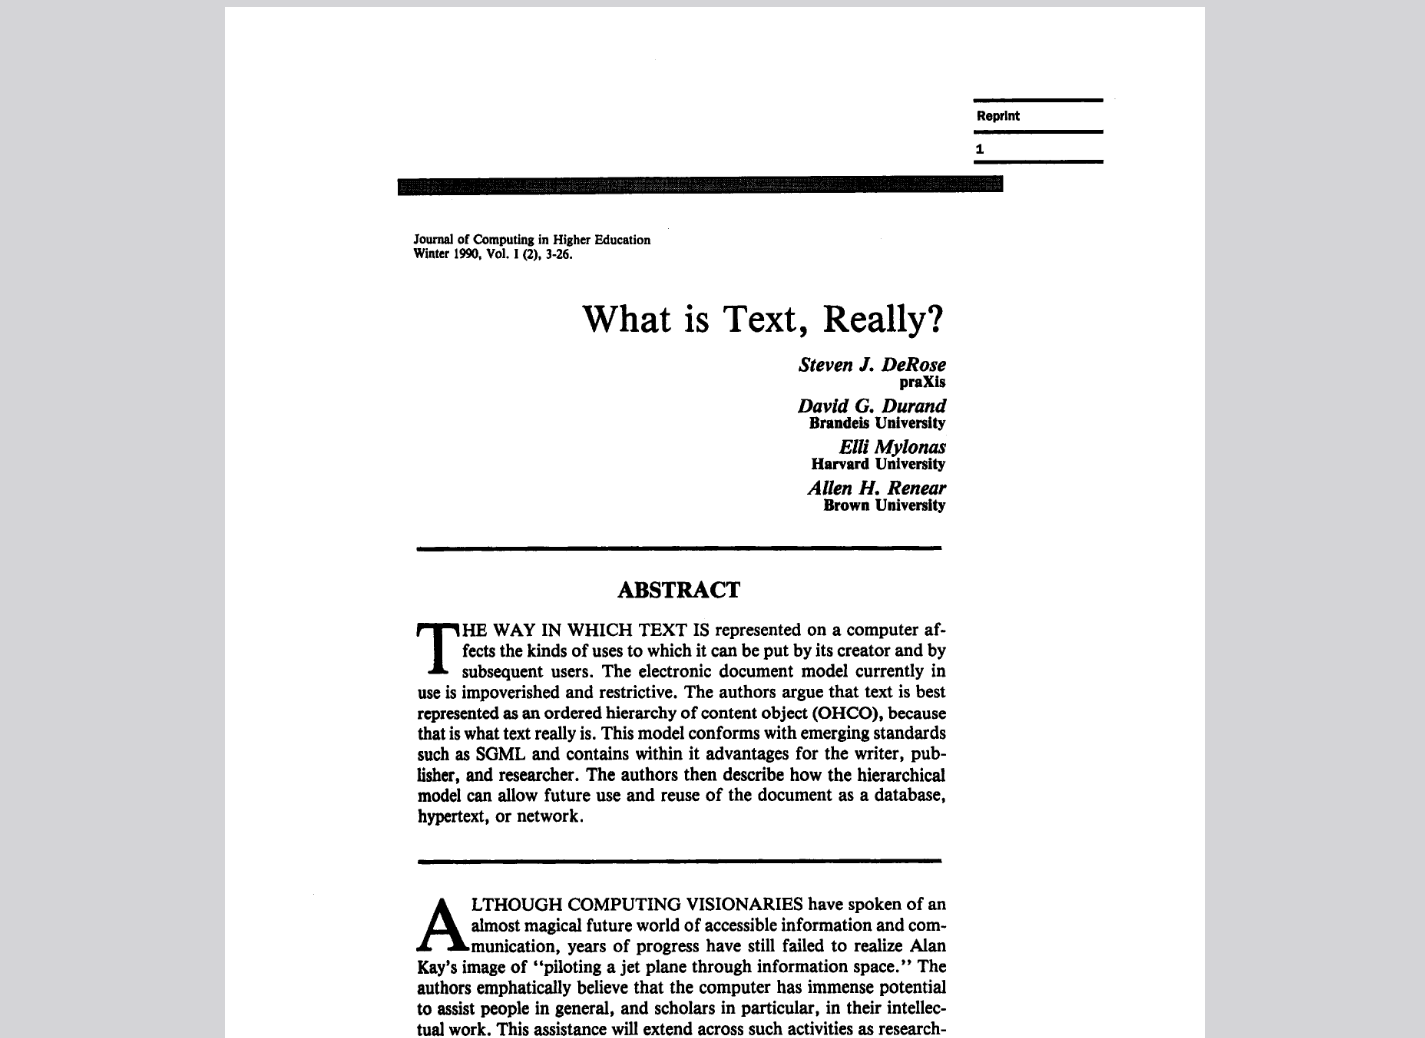 Reprint
1
Journal of Computing in Higher Education
Winter 1990, Vol. I (2), 3-26.
What is Text, Really?
Steven J. DeRose
praXis
David G. Durand
Brandeis University
Elli Mylonas
Harvard University
Allen H. Renear
Brown University
ABSTRACT
THE WAY IN WHICH TEXT IS represented on a computer af-
fects the kinds of uses to which it can be put by its creator and by
subsequent users. The electronic document model currently in
use is impoverished and restrictive. The authors argue that text is best
represented as an ordered hierarchy of content object (OHCO), because
that is what text really is. This model conforms with emerging standards
such as SGML and contains within it advantages for the writer, pub-
lisher, and researcher. The authors then describe how the hierarchical
model can allow future use and reuse of the document as a database,
hypertext, or network.
ALTHOUGH COMPUTING VISIONARIES have spoken of an
almost magical future world of accessible information and com-
munication, years of progress have still failed to realize Alan
Kay's image of "piloting a jet plane through information space." The
authors emphatically believe that the computer has immense potential
to assist people in general, and scholars in particular, in their intellec-
tual work. This assistance will extend across such activities as research-